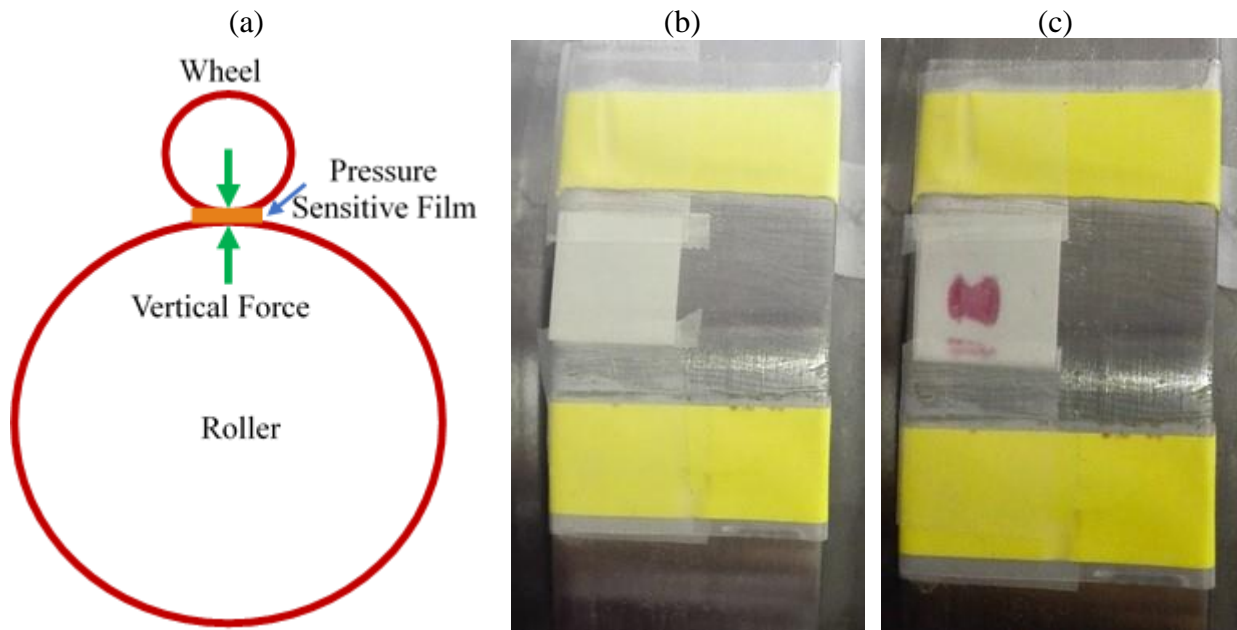 (a)
(b)
(c)
Wheel
Pressure
Sensitive Film
Vertical Force
Roller